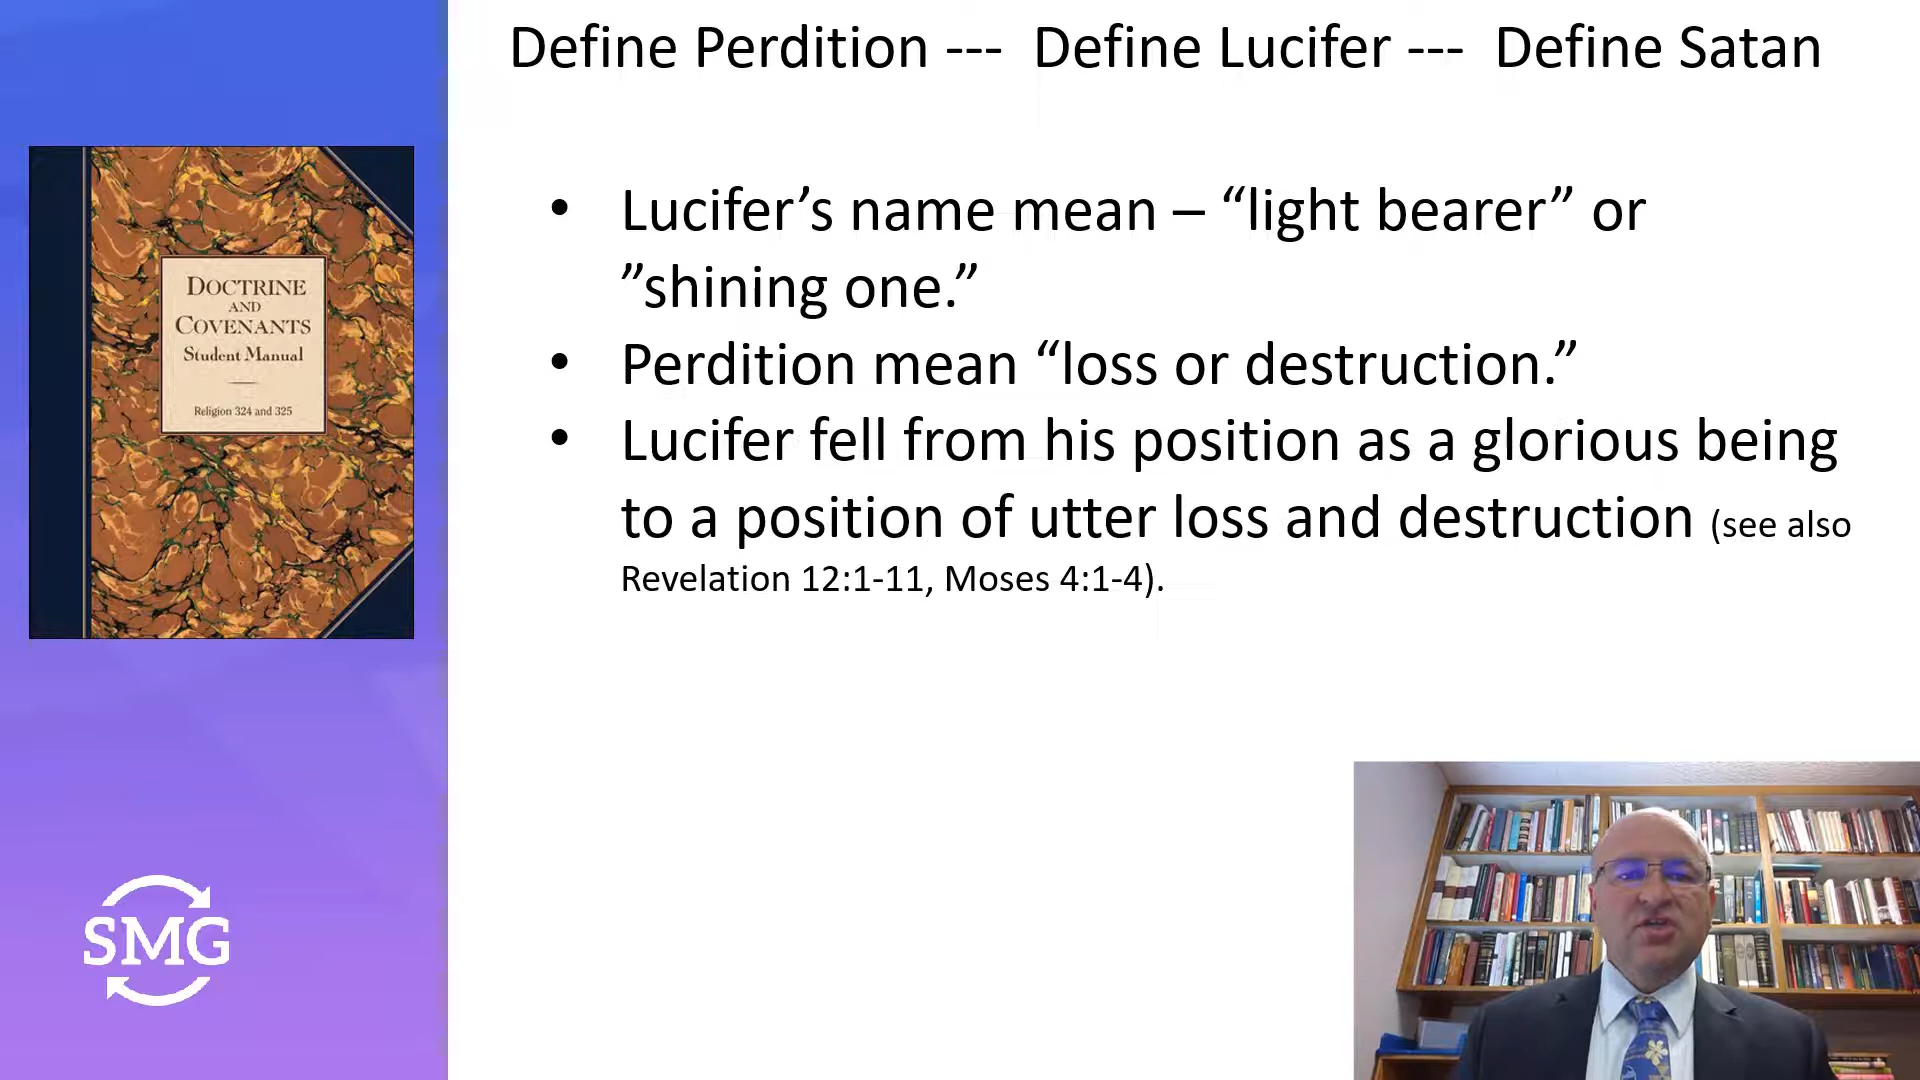 Define Perdition --- Define Lucifer --- Define Satan
• Lucifer’s name mean – “light bearer” or
”shining one.”
• Perdition mean “loss or destruction.”
• Lucifer fell from his position as a glorious being
to a position of utter loss and destruction (see also
Revelation 12:1-11, Moses 4:1-4).
DOCTRINE
AND
COVENANTS
Student Manual
Religion 324 and 325
SMG